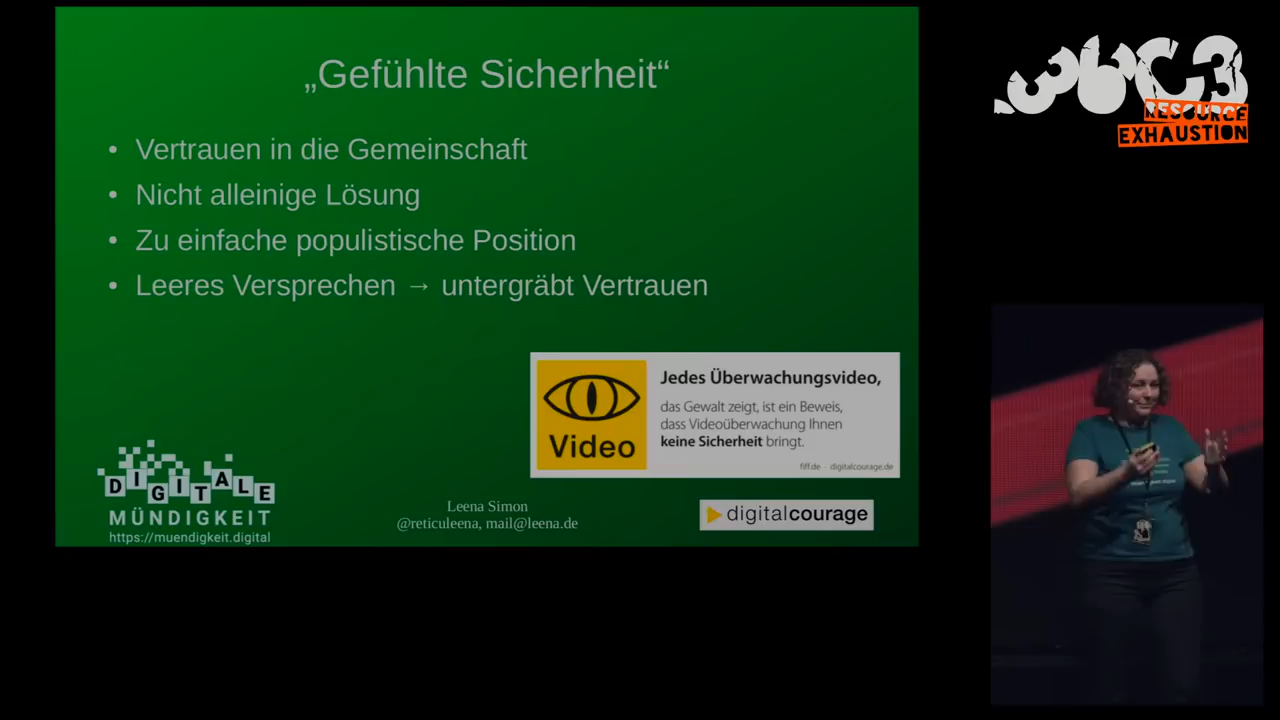 „Gefühlte Sicherheit“
• Vertrauen in die Gemeinschaft
• Nicht alleinige Lösung
• Zu einfache populistische Position
• Leeres Versprechen → untergräbt Vertrauen
Video
Jedes Überwachungsvideo,
das Gewalt zeigt, ist ein Beweis,
dass Videoüberwachung Ihnen
keine Sicherheit bringt.
fiff.de - digitalcourage.de
DIGITALE
MÜNDIGKEIT
https://muendigkeit.digital
Leena Simon
@reticuleena, mail@leena.de
digitalcourage
36C3
RESOURCE
EXHAUSTION